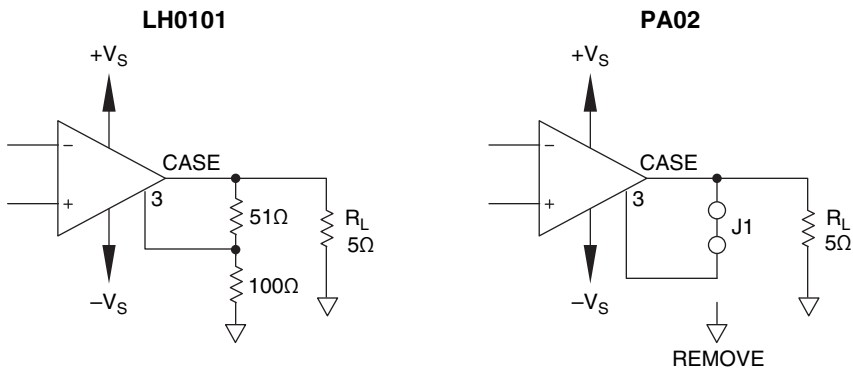 LH0101
+VS
−
+
CASE
3
51Ω
100Ω
RL
5Ω
–VS
PA02
+VS
−
+
CASE
3
J1
RL
5Ω
–VS
REMOVE